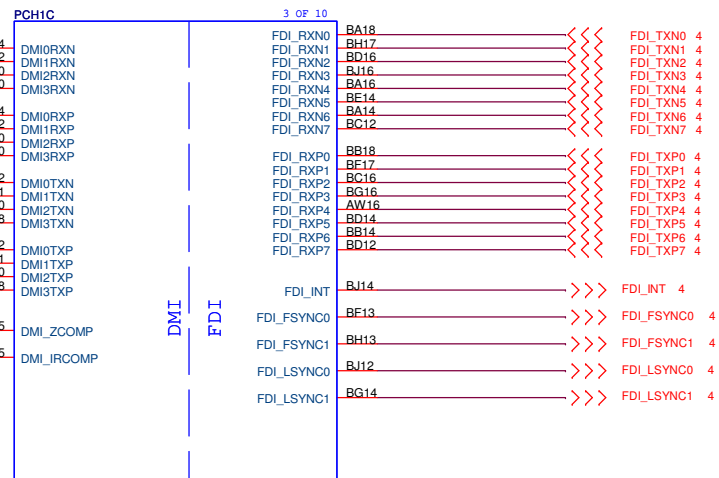 PCH1C 3 OF 10
FDI_RXN0 BA18 FDI_TXN0 4
DMI0RXN FDI_RXN1 BH17 FDI_TXN1 4
DMI1RXN FDI_RXN2 BD16 FDI_TXN2 4
DMI2RXN FDI_RXN3 BJ16 FDI_TXN3 4
DMI3RXN FDI_RXN4 BA16 FDI_TXN4 4
FDI_RXN5 BE14 FDI_TXN5 4
DMI0RXP FDI_RXN6 BA14 FDI_TXN6 4
DMI1RXP FDI_RXN7 BC12 FDI_TXN7 4
DMI2RXP
DMI3RXP FDI_RXP0 BB18 FDI_TXP0 4
FDI_RXP1 BF17 FDI_TXP1 4
DMI0TXN FDI_RXP2 BC16 FDI_TXP2 4
DMI1TXN FDI_RXP3 BG16 FDI_TXP3 4
DMI2TXN FDI_RXP4 AW16 FDI_TXP4 4
DMI3TXN FDI_RXP5 BD14 FDI_TXP5 4
FDI_RXP6 BB14 FDI_TXP6 4
DMI0TXP FDI_RXP7 BD12 FDI_TXP7 4
DMI1TXP
DMI2TXP
DMI3TXP FDI_INT BJ14 FDI_INT 4
DMI FDI
FDI_FSYNC0 BF13 FDI_FSYNC0 4
DMI_ZCOMP
FDI_FSYNC1 BH13 FDI_FSYNC1 4
DMI_IRCOMP
FDI_LSYNC0 BJ12 FDI_LSYNC0 4
FDI_LSYNC1 BG14 FDI_LSYNC1 4